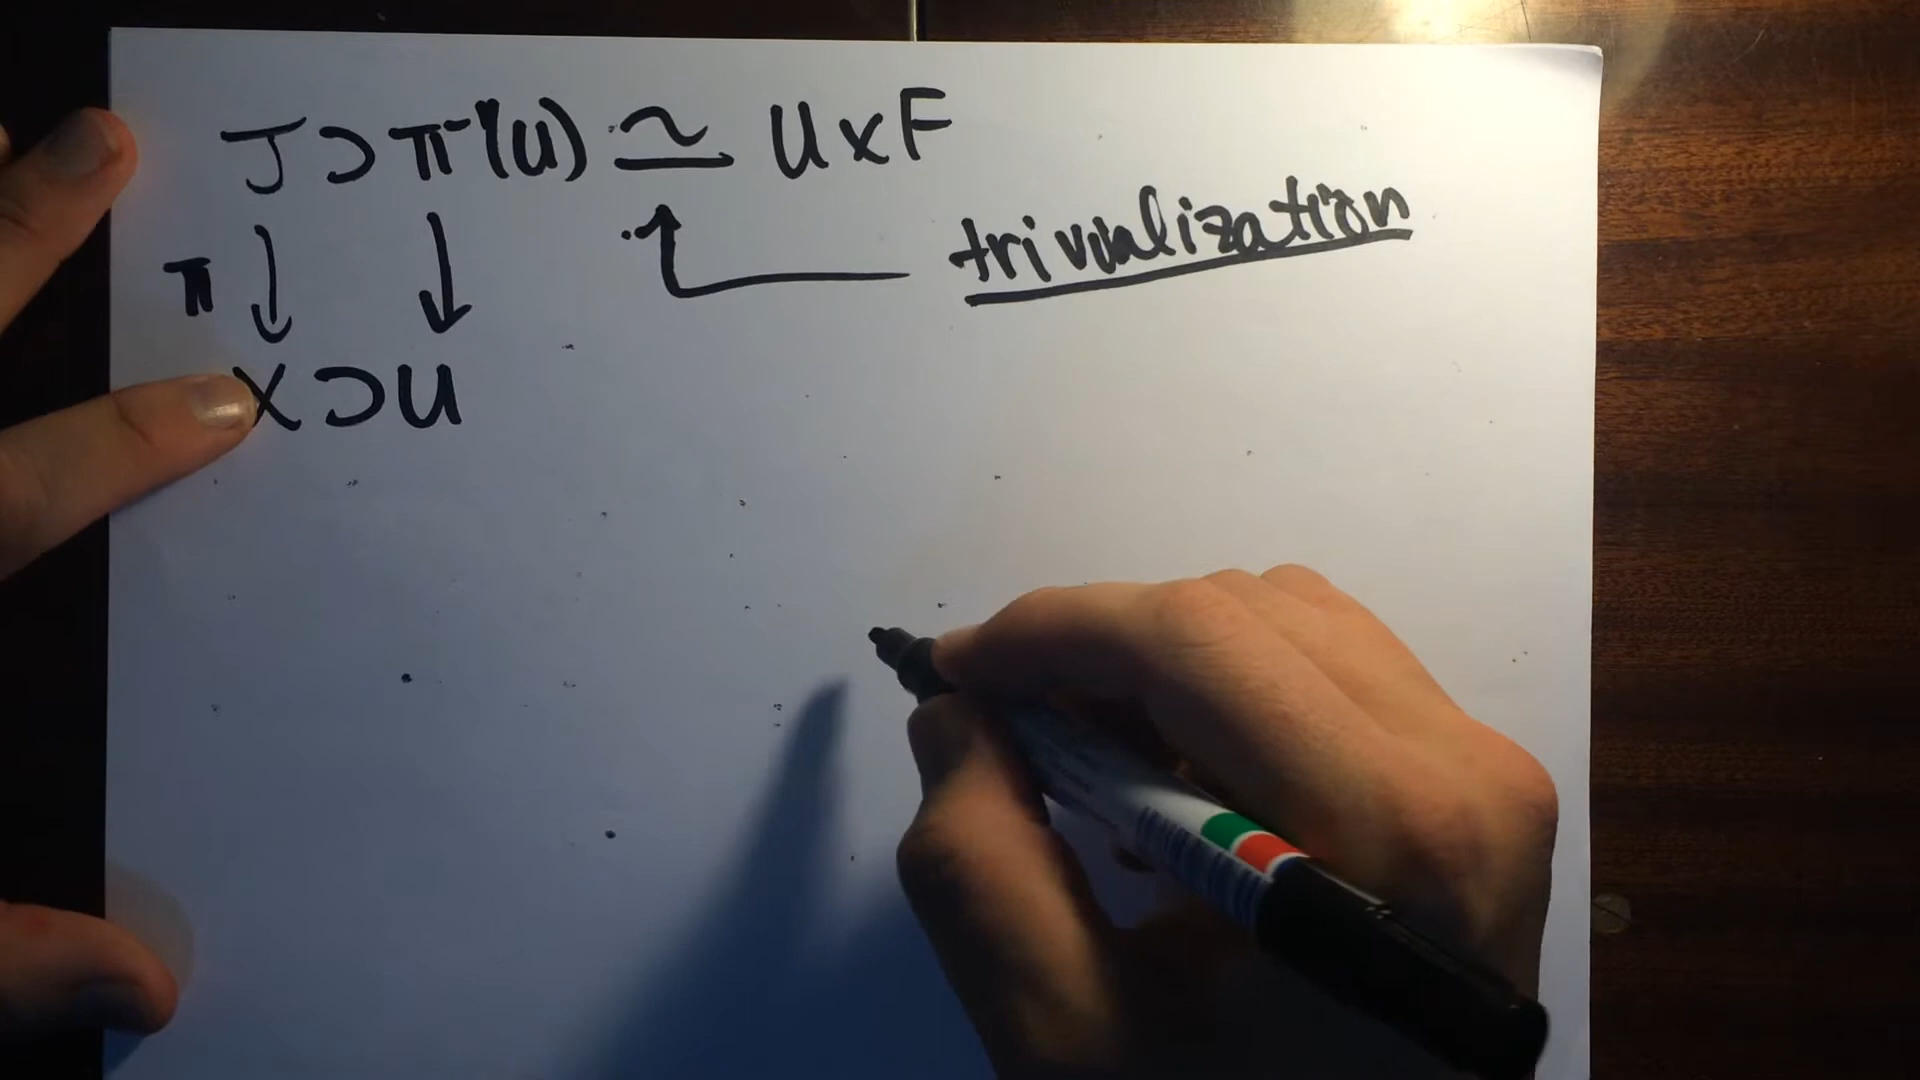 J ⊃ π⁻¹(U) ≃ U×F
trivialization
π
X ⊃ U